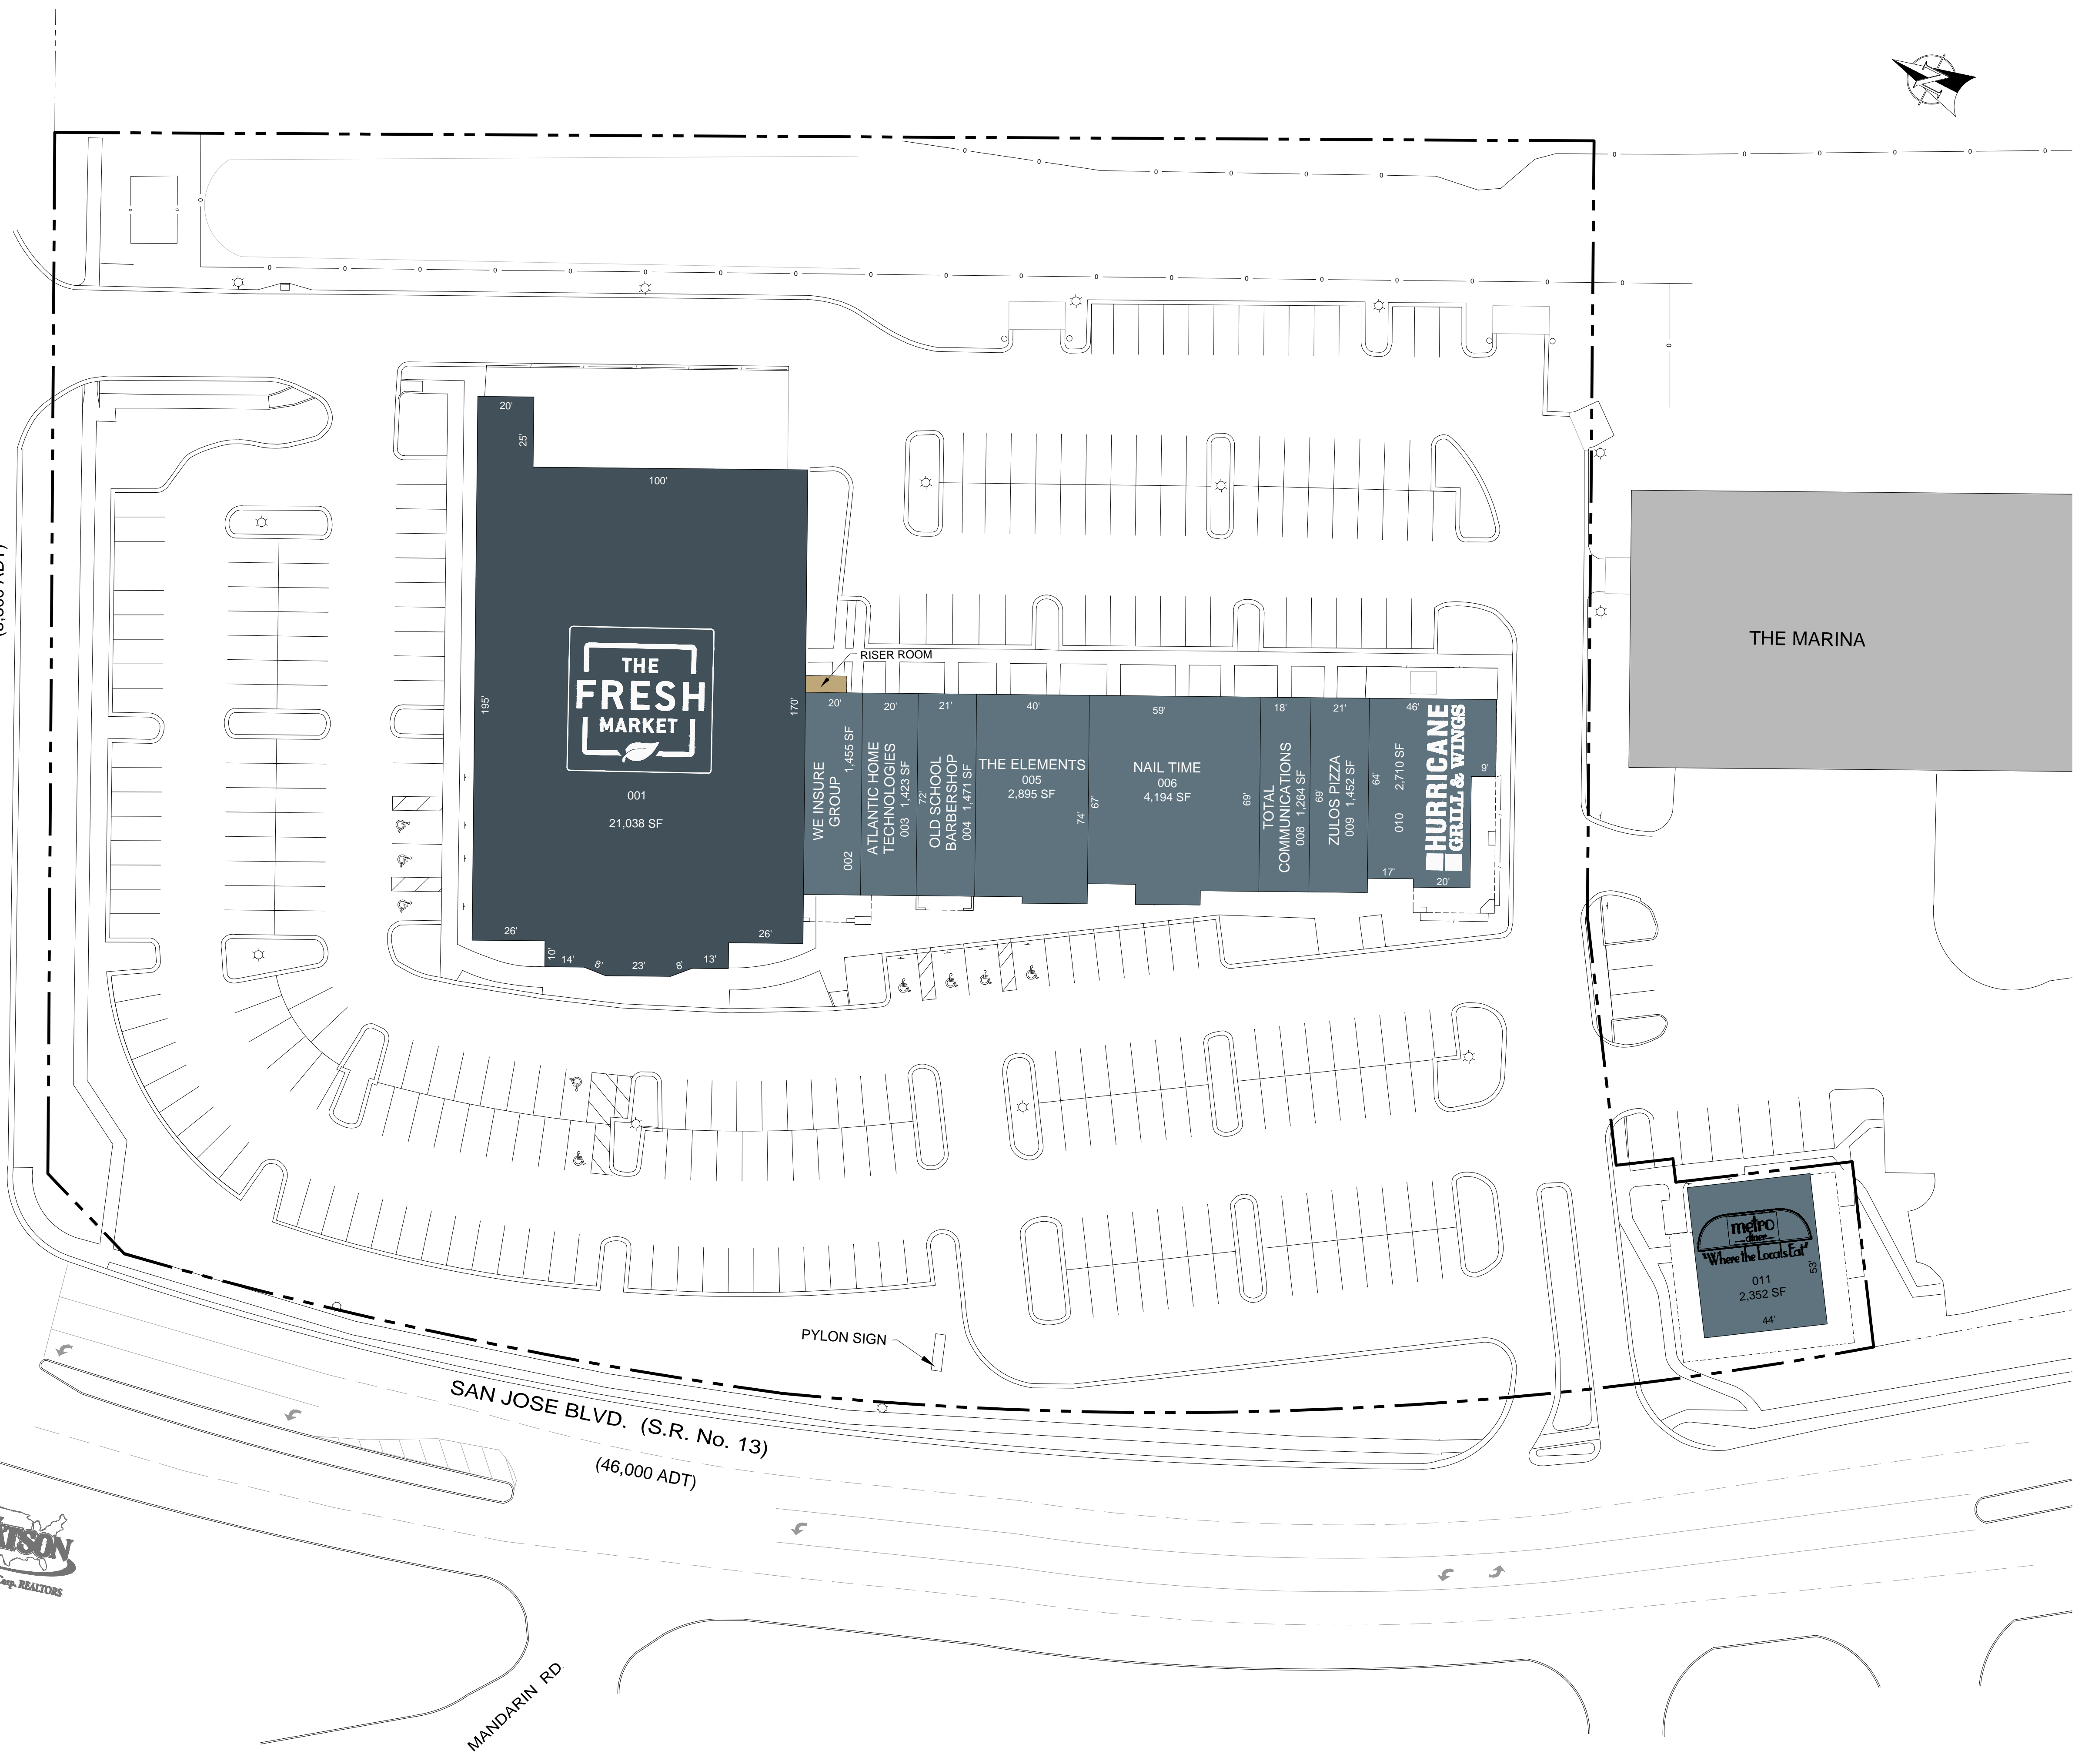 20'
25'
100'
THE
FRESH
MARKET
195'
170'
001
21,038 SF
26'
10'
14'
8'
23'
8'
13'
26'
RISER ROOM
20'
WE INSURE
GROUP
002 1,455 SF
20'
ATLANTIC HOME
TECHNOLOGIES
003 1,423 SF
72'
21'
OLD SCHOOL
BARBERSHOP
004 1,471 SF
40'
THE ELEMENTS
005
2,895 SF
74'
59'
67'
NAIL TIME
006
4,194 SF
69'
18'
TOTAL
COMMUNICATIONS
008 1,264 SF
69'
21'
ZULOS PIZZA
009 1,452 SF
64'
46'
010 2,710 SF
HURRICANE
GRILL & WINGS
9'
17'
20'
THE MARINA
metro
diner
"Where the Locals Eat"
011
2,352 SF
53'
44'
PYLON SIGN
SAN JOSE BLVD. (S.R. No. 13)
(46,000 ADT)
MANDARIN RD.
Corp. REALTORS